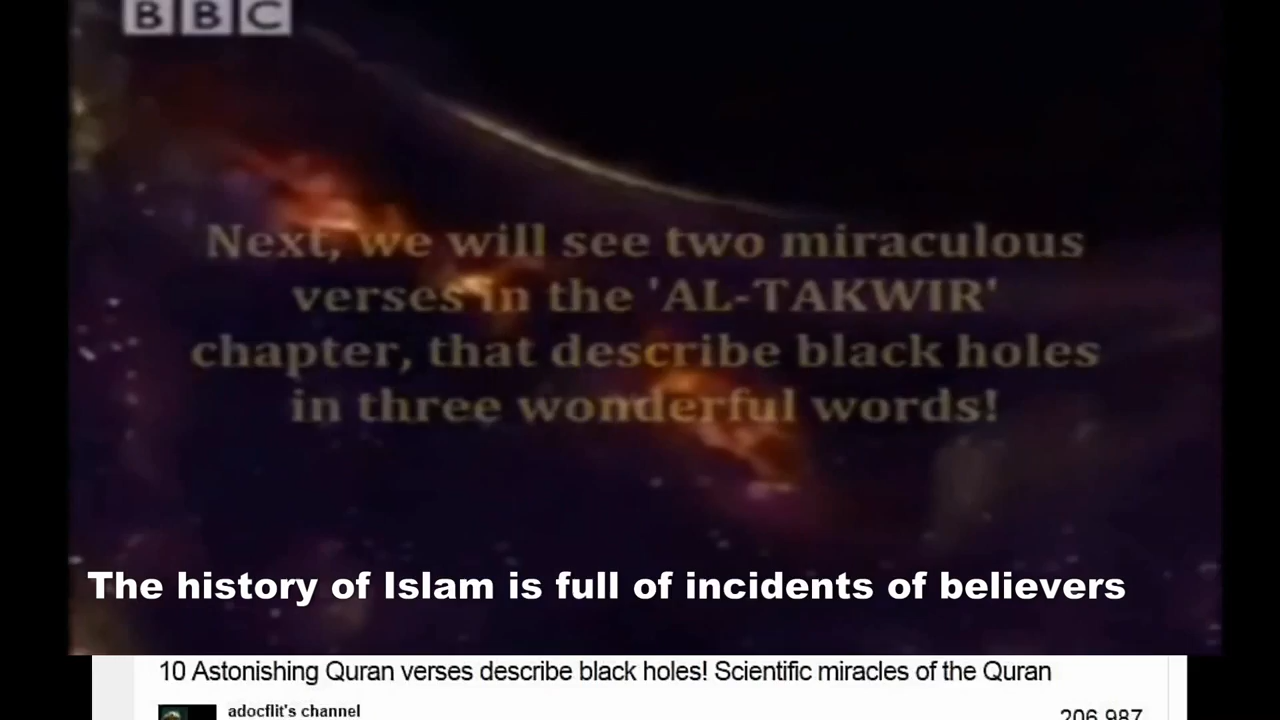 BBC
Next, we will see two miraculous
verses in the 'AL-TAKWIR'
chapter, that describe black holes
in three wonderful words!
The history of Islam is full of incidents of believers
10 Astonishing Quran verses describe black holes! Scientific miracles of the Quran
adocflit's channel
206,987